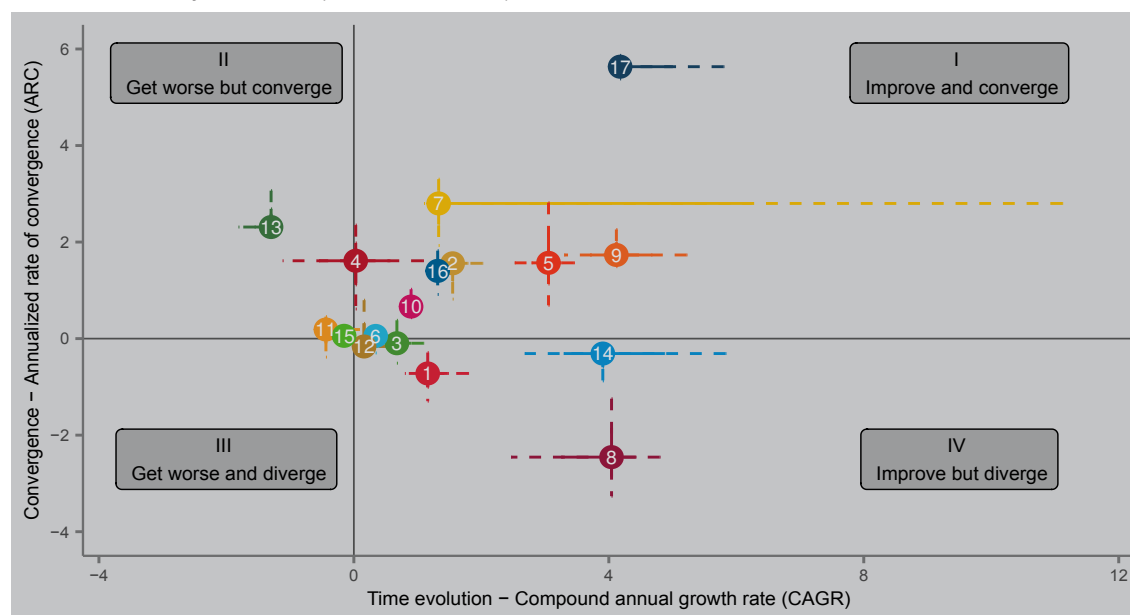 II
Get worse but converge
I
Improve and converge
III
Get worse and diverge
IV
Improve but diverge
Convergence − Annualized rate of convergence (ARC)
6
4
2
0
−2
−4
17
7
13
9
4
5
2
16
10
11
15
6
12
3
14
1
8
−4
0
4
8
12
Time evolution − Compound annual growth rate (CAGR)